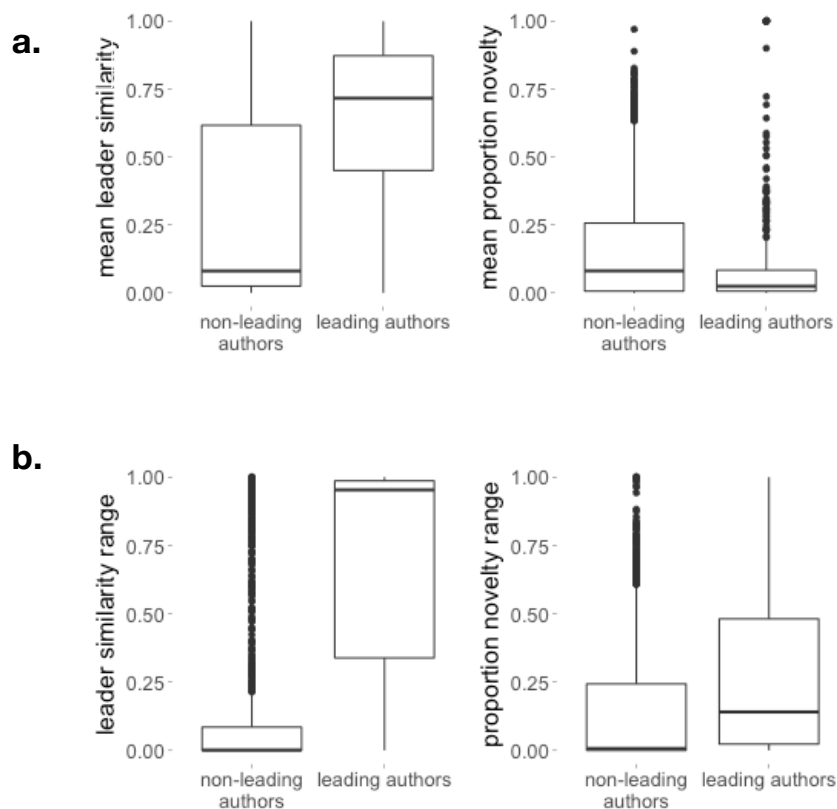 a.
mean leader similarity
1.00
0.75
0.50
0.25
0.00
non-leading
authors
leading authors
mean proportion novelty
1.00
0.75
0.50
0.25
0.00
non-leading
authors
leading authors
b.
leader similarity range
1.00
0.75
0.50
0.25
0.00
non-leading
authors
leading authors
proportion novelty range
1.00
0.75
0.50
0.25
0.00
non-leading
authors
leading authors